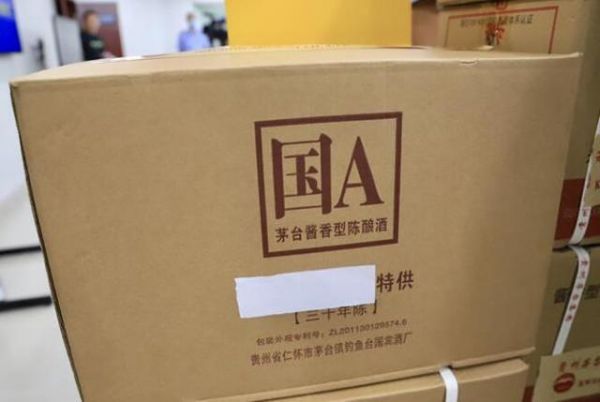 国A
茅台酱香型陈酿酒
特供
【三十年陈】
包装外观专利号：ZL201130129574.6
贵州省仁怀市茅台镇钓鱼台国宾酒厂